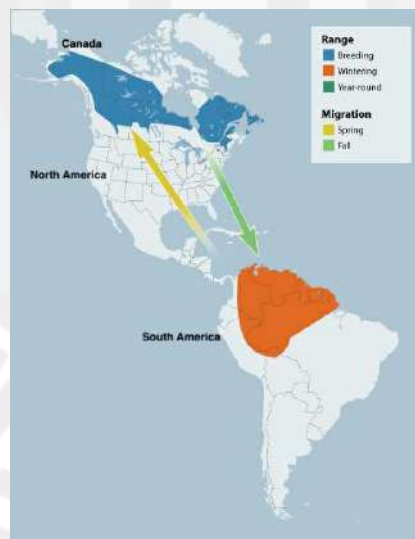 Canada
Range
Breeding
Wintering
Year-round
Migration
Spring
Fall
North America
South America